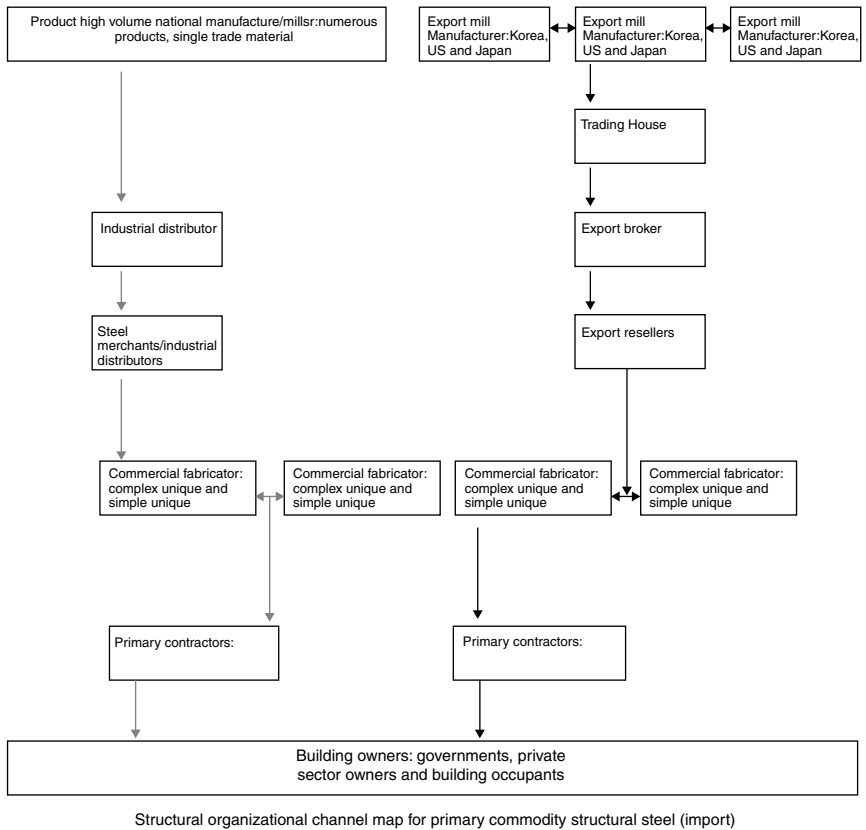 Product high volume national manufacture/millsr:numerous
products, single trade material
Export mill
Manufacturer:Korea,
US and Japan
Export mill
Manufacturer:Korea,
US and Japan
Export mill
Manufacturer:Korea,
US and Japan
Trading House
Industrial distributor
Export broker
Steel
merchants/industrial
distributors
Export resellers
Commercial fabricator:
complex unique and
simple unique
Commercial fabricator:
complex unique and
simple unique
Commercial fabricator:
complex unique and
simple unique
Commercial fabricator:
complex unique and
simple unique
Primary contractors:
Primary contractors:
Building owners: governments, private
sector owners and building occupants
Structural organizational channel map for primary commodity structural steel (import)